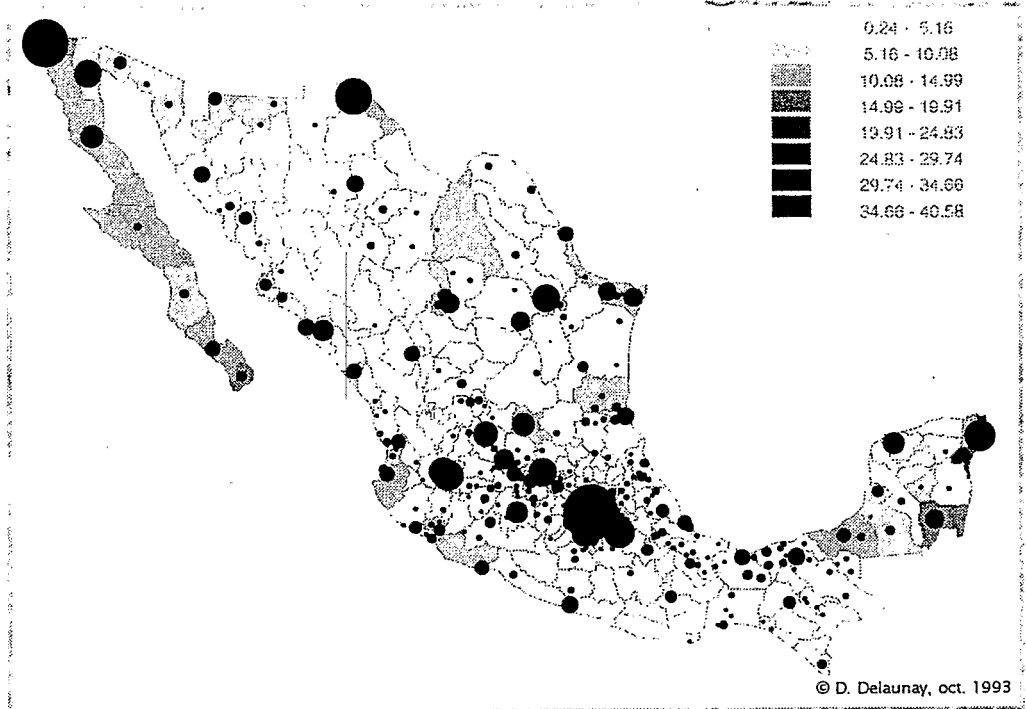 0.24 - 5.16
5.16 - 10.08
10.08 - 14.99
14.99 - 19.91
19.91 - 24.83
24.83 - 29.74
29.74 - 34.66
34.66 - 40.58
© D. Delaunay, oct. 1993